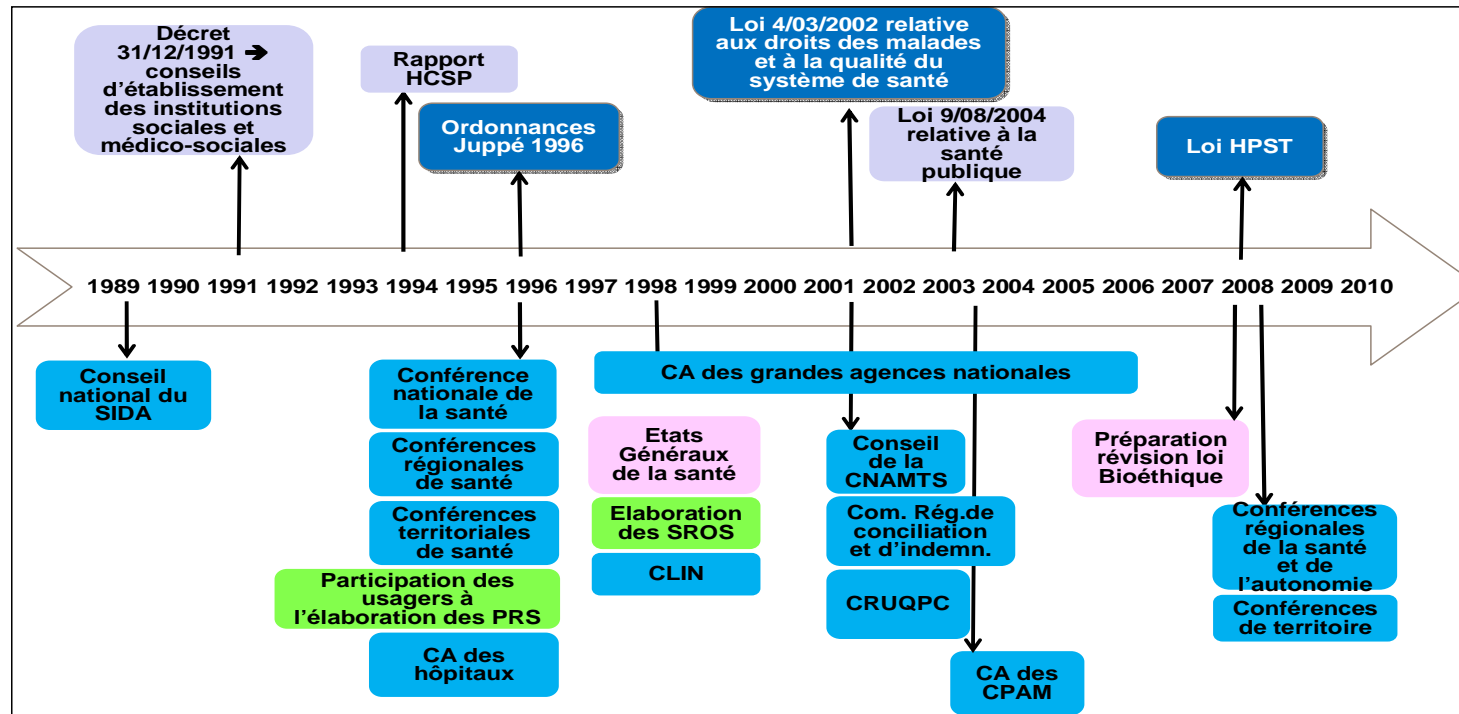 Décret
31/12/1991 ➔
conseils
d’établissement
des institutions
sociales et
médico-sociales
Rapport
HCSP
Ordonnances
Juppé 1996
Loi 4/03/2002 relative
aux droits des malades
et à la qualité du
système de santé
Loi 9/08/2004
relative à la
santé
publique
Loi HPST
1989 1990 1991 1992 1993 1994 1995 1996 1997 1998 1999 2000 2001 2002 2003 2004 2005 2006 2007 2008 2009 2010
Conseil
national du
SIDA
Conférence
nationale de
la santé
Conférences
régionales
de santé
Conférences
territoriales
de santé
Participation des
usagers à
l’élaboration des PRS
CA des
hôpitaux
CA des grandes agences nationales
Etats
Généraux
de la santé
Elaboration
des SROS
CLIN
Conseil
de la
CNAMTS
Com. Rég.de
conciliation
et d’indemn.
CRUQPC
CA des
CPAM
Préparation
révision loi
Bioéthique
Conférences
régionales
de la santé
et de
l’autonomie
Conférences
de territoire